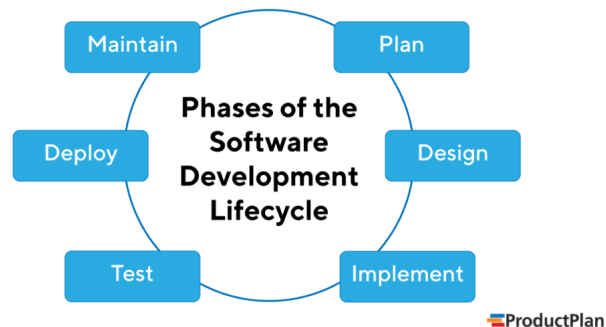 Phases of the
Software
Development
Lifecycle
Plan
Design
Implement
Test
Deploy
Maintain
ProductPlan